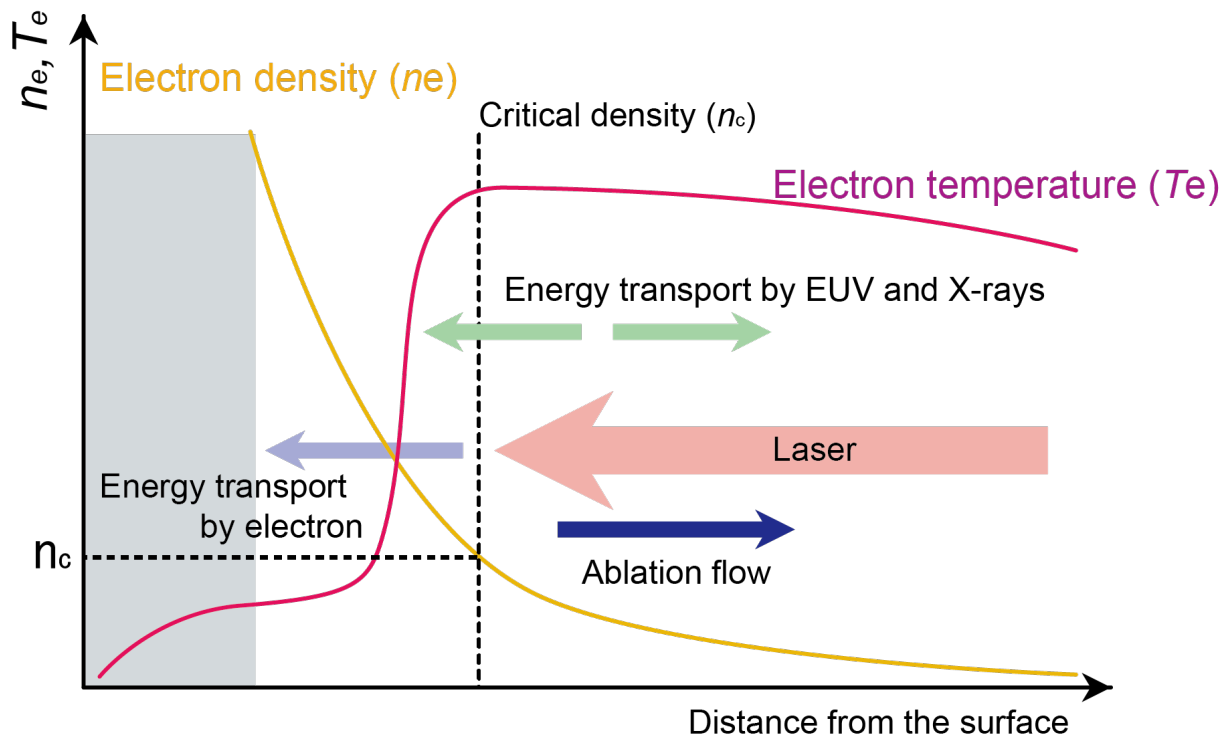 ne, Te
Electron density (ne)
Critical density (nc)
Electron temperature (Te)
Energy transport by EUV and X-rays
Laser
Energy transport
by electron
nc
Ablation flow
Distance from the surface